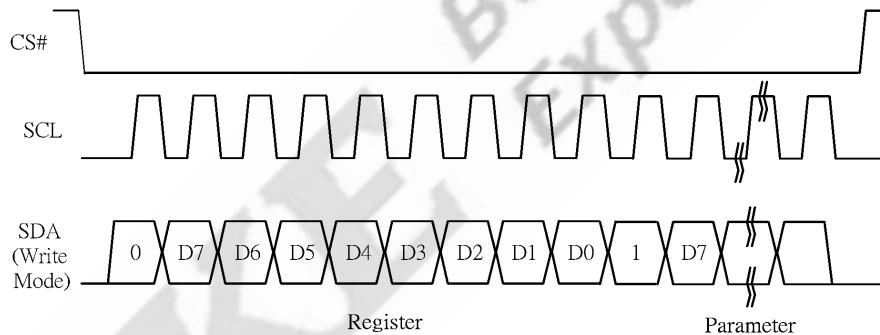 CS#
SCL
SDA
(Write
Mode)
0 D7 D6 D5 D4 D3 D2 D1 D0 1 D7
Register Parameter